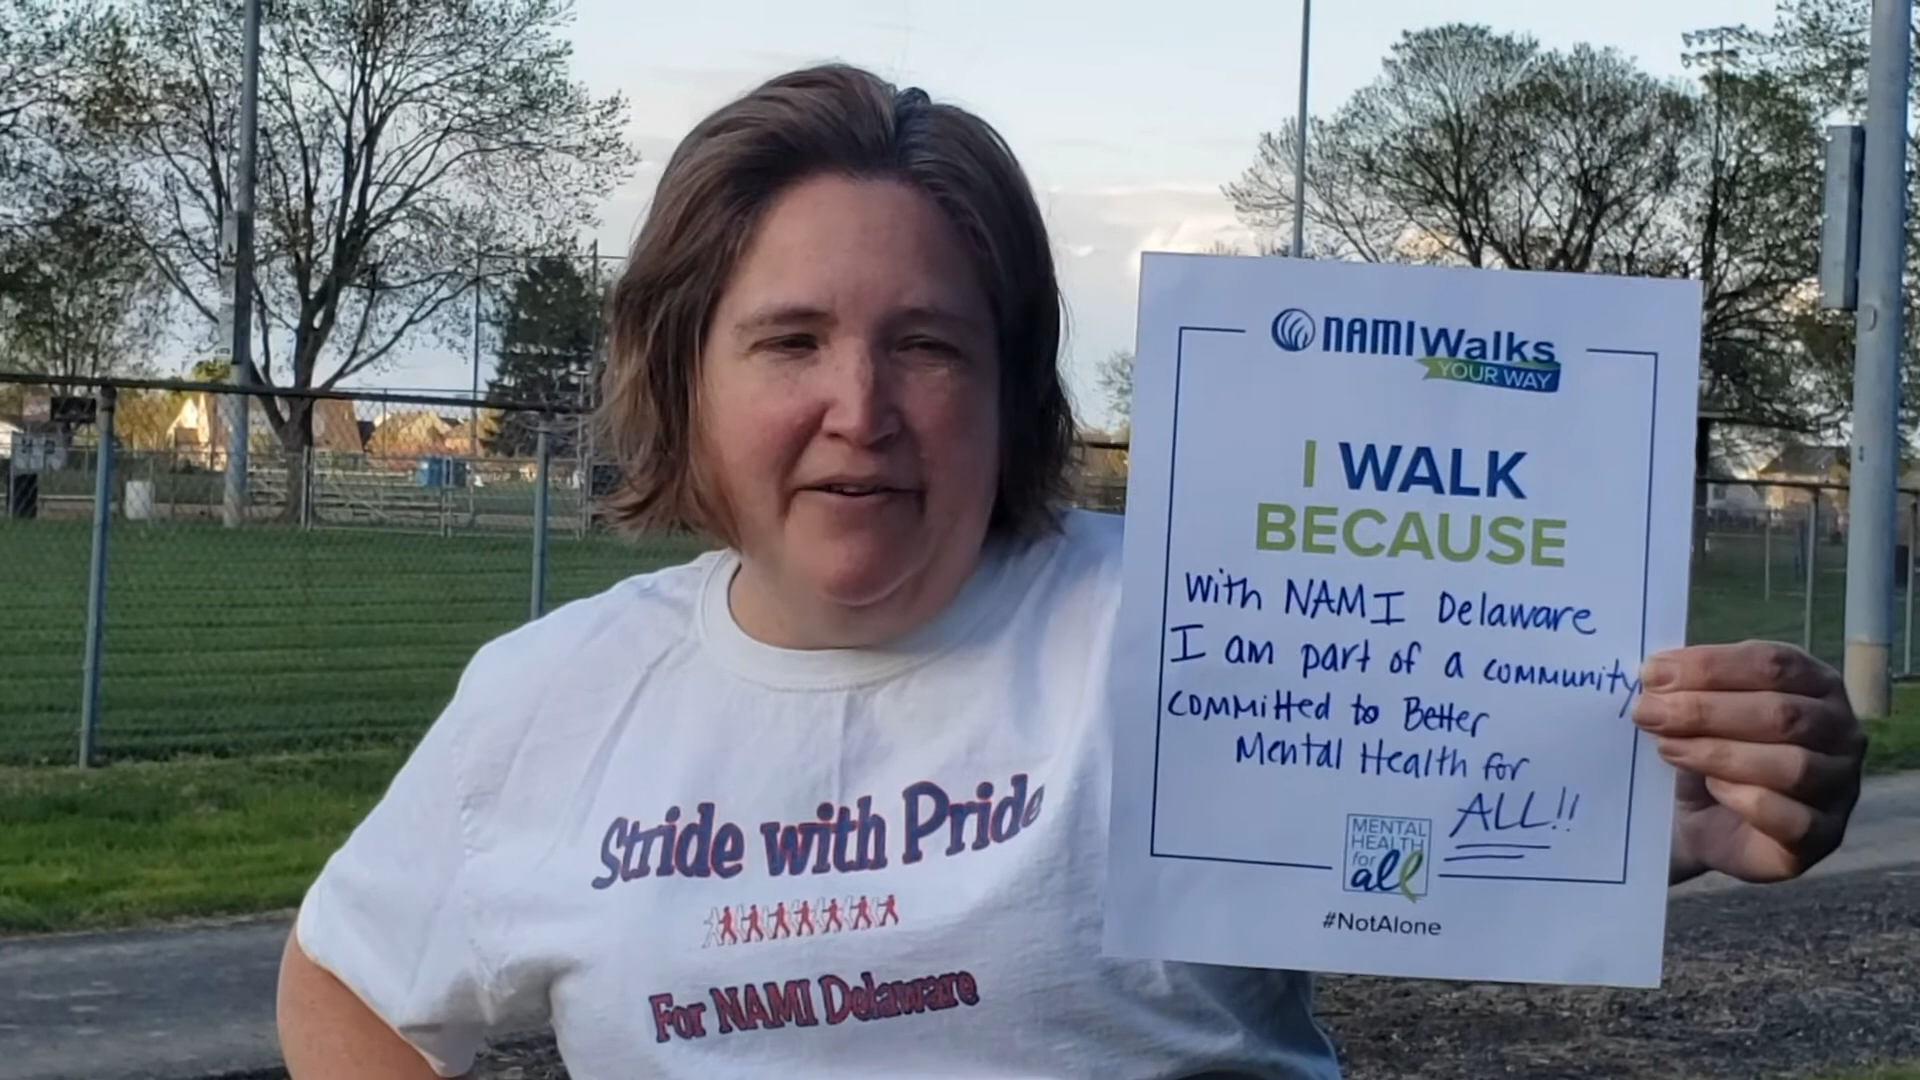 NAMIWalks
YOUR WAY
I WALK
BECAUSE
With NAMI Delaware
I am part of a community
committed to Better
Mental Health for
ALL!!
MENTAL
HEALTH
for
all
#NotAlone
Stride with Pride
For NAMI Delaware